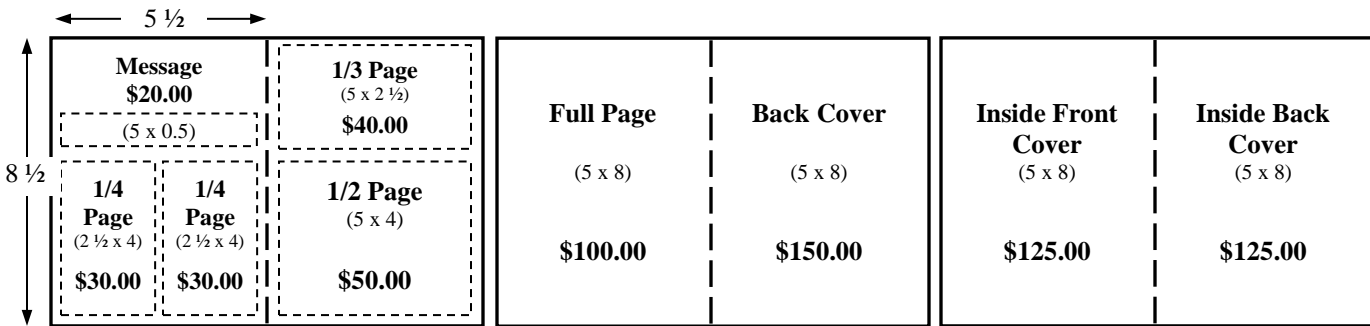 5 ½
8 ½
Message
$20.00
(5 x 0.5)
1/4
Page
(2 ½ x 4)
$30.00
1/4
Page
(2 ½ x 4)
$30.00
1/3 Page
(5 x 2 ½)
$40.00
1/2 Page
(5 x 4)
$50.00
Full Page
(5 x 8)
$100.00
Back Cover
(5 x 8)
$150.00
Inside Front
Cover
(5 x 8)
$125.00
Inside Back
Cover
(5 x 8)
$125.00